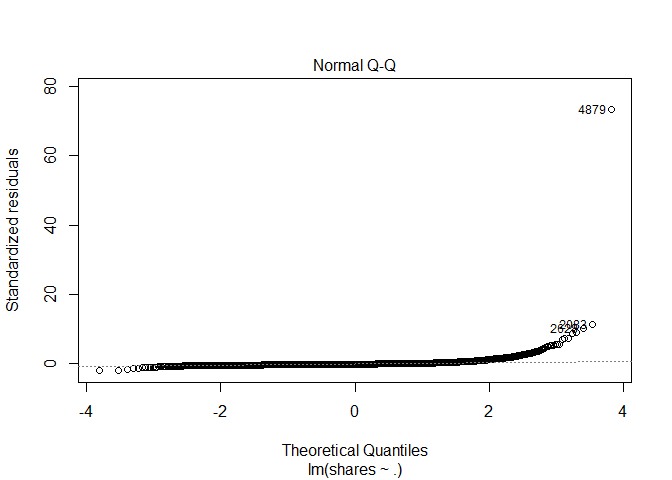 Normal Q-Q
Standardized residuals
80
60
40
20
0
4879
-4
-2
0
2
4
Theoretical Quantiles
lm(shares ~ .)